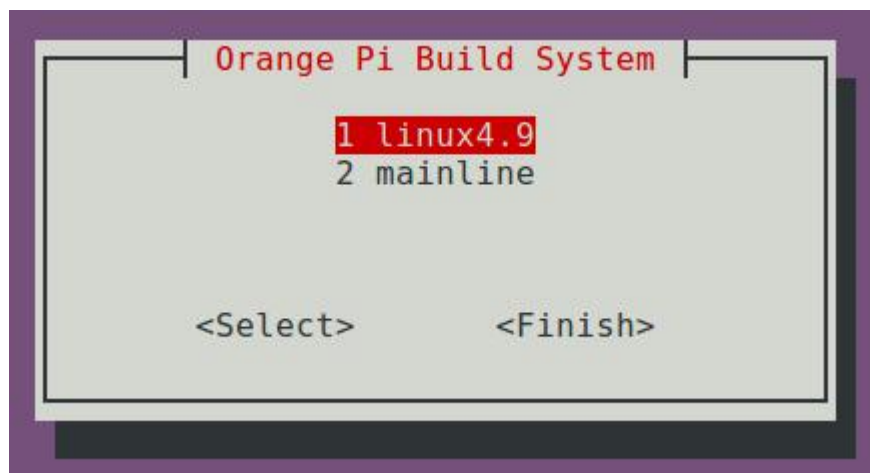 Orange Pi Build System
1 linux4.9
2 mainline
<Select> <Finish>